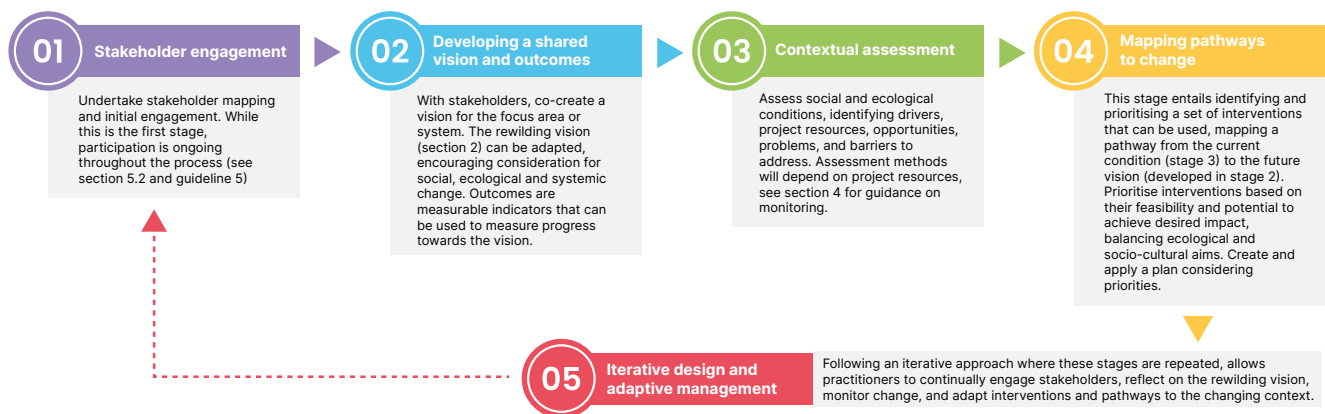 01
Stakeholder engagement
Undertake stakeholder mapping
and initial engagement. While
this is the first stage,
participation is ongoing
throughout the process (see
section 5.2 and guideline 5)
02
Developing a shared
vision and outcomes
With stakeholders, co-create a
vision for the focus area or
system. The rewilding vision
(section 2) can be adapted,
encouraging consideration for
social, ecological and systemic
change. Outcomes are
measurable indicators that can
be used to measure progress
towards the vision.
03
Contextual assessment
Assess social and ecological
conditions, identifying drivers,
project resources, opportunities,
problems, and barriers to
address. Assessment methods
will depend on project resources,
see section 4 for guidance on
monitoring.
04
Mapping pathways
to change
This stage entails identifying and
prioritising a set of interventions
that can be used, mapping a
pathway from the current
condition (stage 3) to the future
vision (developed in stage 2).
Prioritise interventions based on
their feasibility and potential to
achieve desired impact,
balancing ecological and
socio-cultural aims. Create and
apply a plan considering
priorities.
05
Iterative design and
adaptive management
Following an iterative approach where these stages are repeated, allows
practitioners to continually engage stakeholders, reflect on the rewilding vision,
monitor change, and adapt interventions and pathways to the changing context.